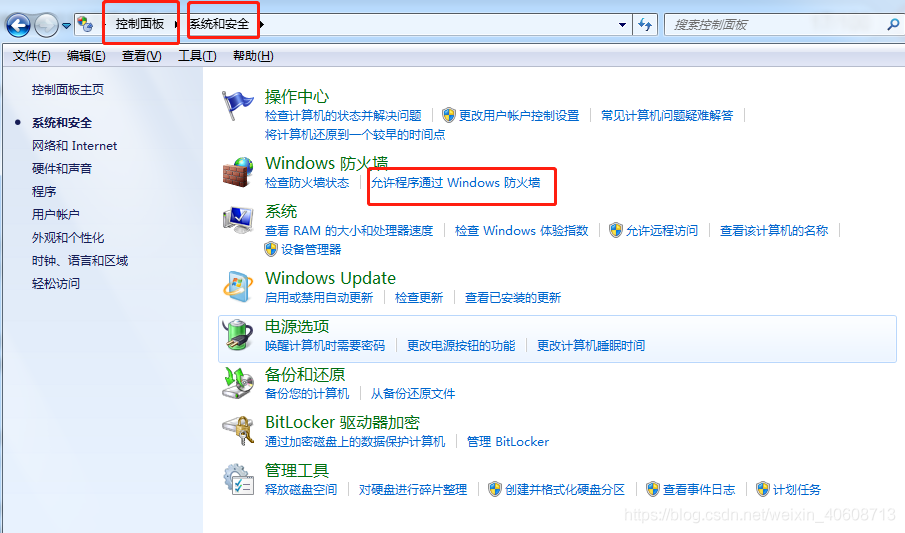 控制面板 系统和安全 搜索控制面板
文件(F) 编辑(E) 查看(V) 工具(T) 帮助(H)
控制面板主页
系统和安全
网络和 Internet
硬件和声音
程序
用户帐户
外观和个性化
时钟、语言和区域
轻松访问
操作中心
检查计算机的状态并解决问题 更改用户帐户控制设置 常见计算机问题疑难解答
将计算机还原到一个较早的时间点
Windows 防火墙
检查防火墙状态 允许程序通过 Windows 防火墙
系统
查看 RAM 的大小和处理器速度 检查 Windows 体验指数 允许远程访问 查看该计算机的名称
设备管理器
Windows Update
启用或禁用自动更新 检查更新 查看已安装的更新
电源选项
唤醒计算机时需要密码 更改电源按钮的功能 更改计算机睡眠时间
备份和还原
备份您的计算机 从备份还原文件
BitLocker 驱动器加密
通过加密磁盘上的数据保护计算机 管理 BitLocker
管理工具
释放磁盘空间 对硬盘进行碎片整理 创建并格式化硬盘分区 查看事件日志 计划任务
https://blog.csdn.net/weixin_40608713